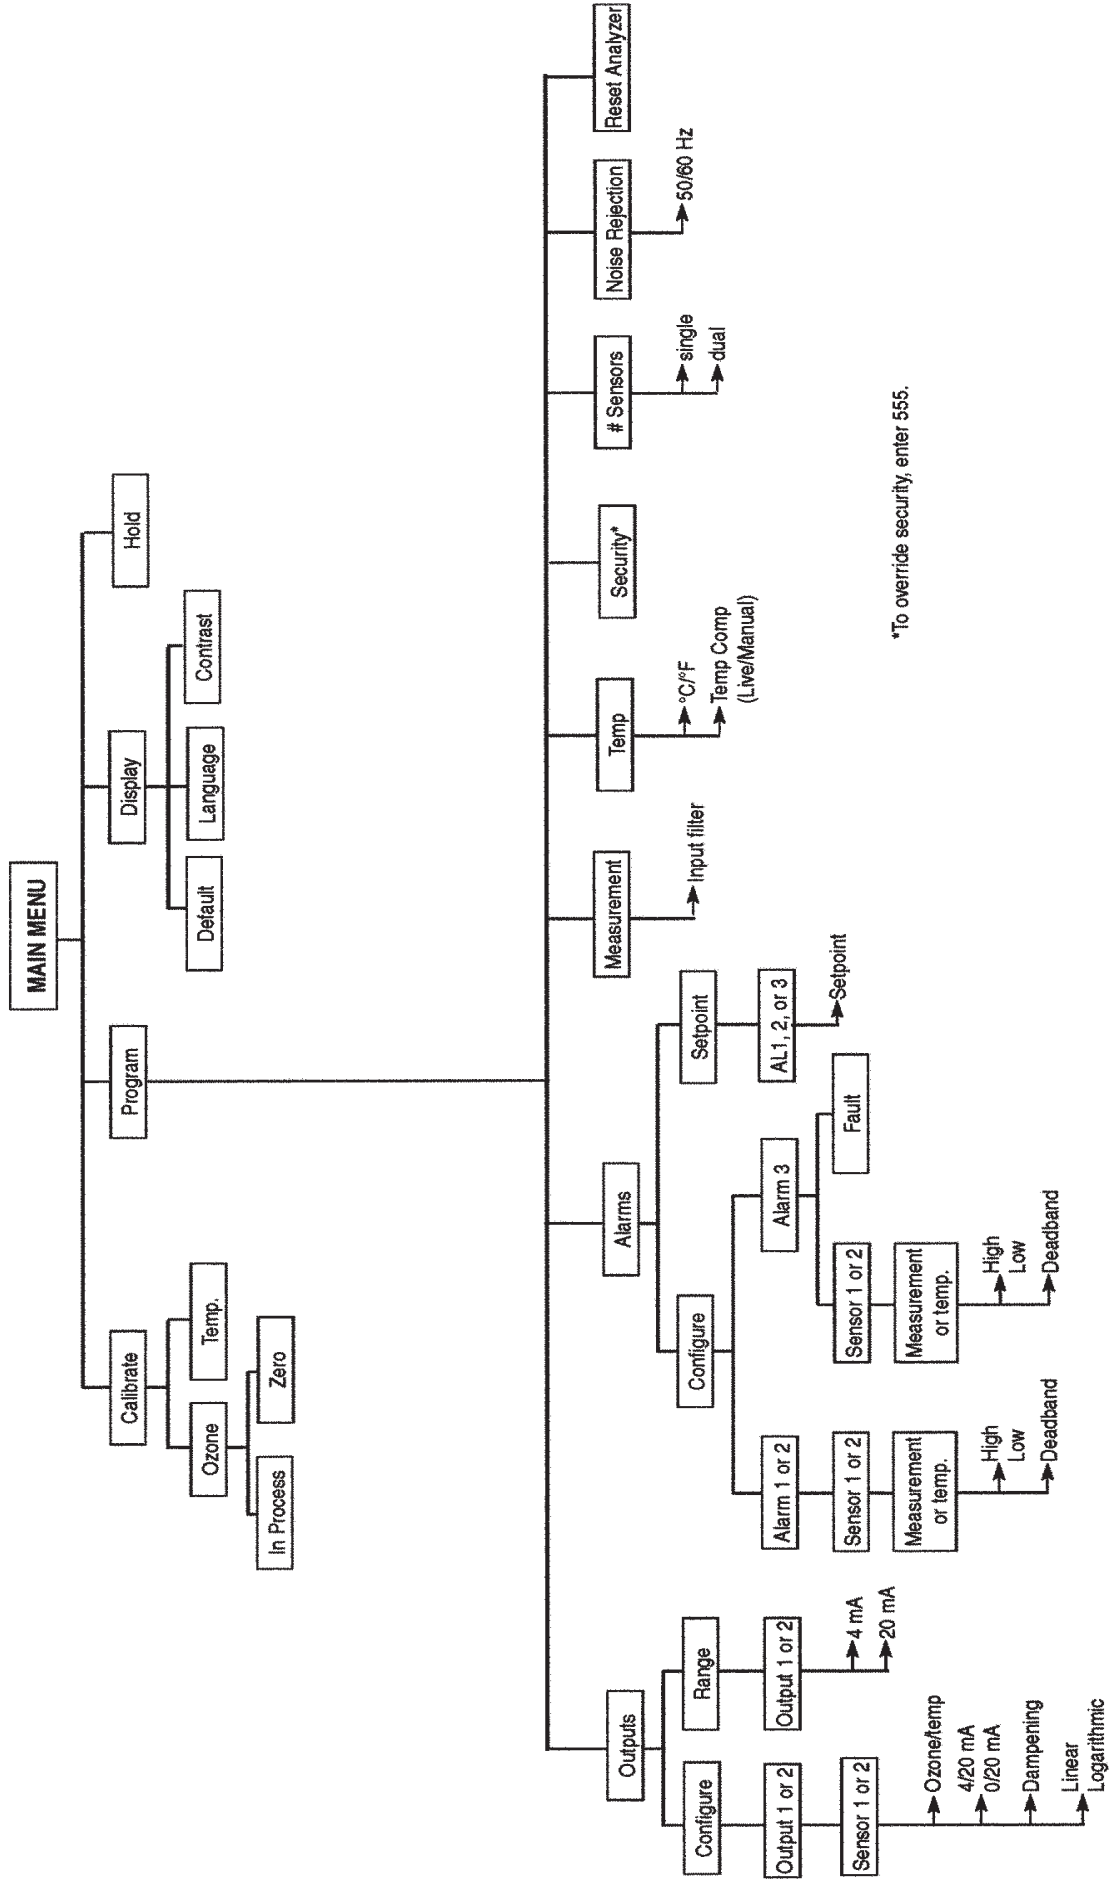 MAIN MENU
Calibrate
Program
Display
Hold
Ozone
Temp.
Default
Language
Contrast
In Process
Zero
Outputs
Alarms
Measurement
Temp
Security*
# Sensors
Noise Rejection
Reset Analyzer
Input filter
°C/°F
Temp Comp
(Live/Manual)
single
dual
50/60 Hz
Configure
Range
Configure
Setpoint
Output 1 or 2
Output 1 or 2
Alarm 1 or 2
Alarm 3
AL1, 2, or 3
Sensor 1 or 2
4 mA
20 mA
Sensor 1 or 2
Sensor 1 or 2
Fault
Setpoint
Measurement
or temp.
Measurement
or temp.
Ozone/temp
4/20 mA
0/20 mA
Dampening
Linear
Logarithmic
High
Low
Deadband
High
Low
Deadband
*To override security, enter 555.